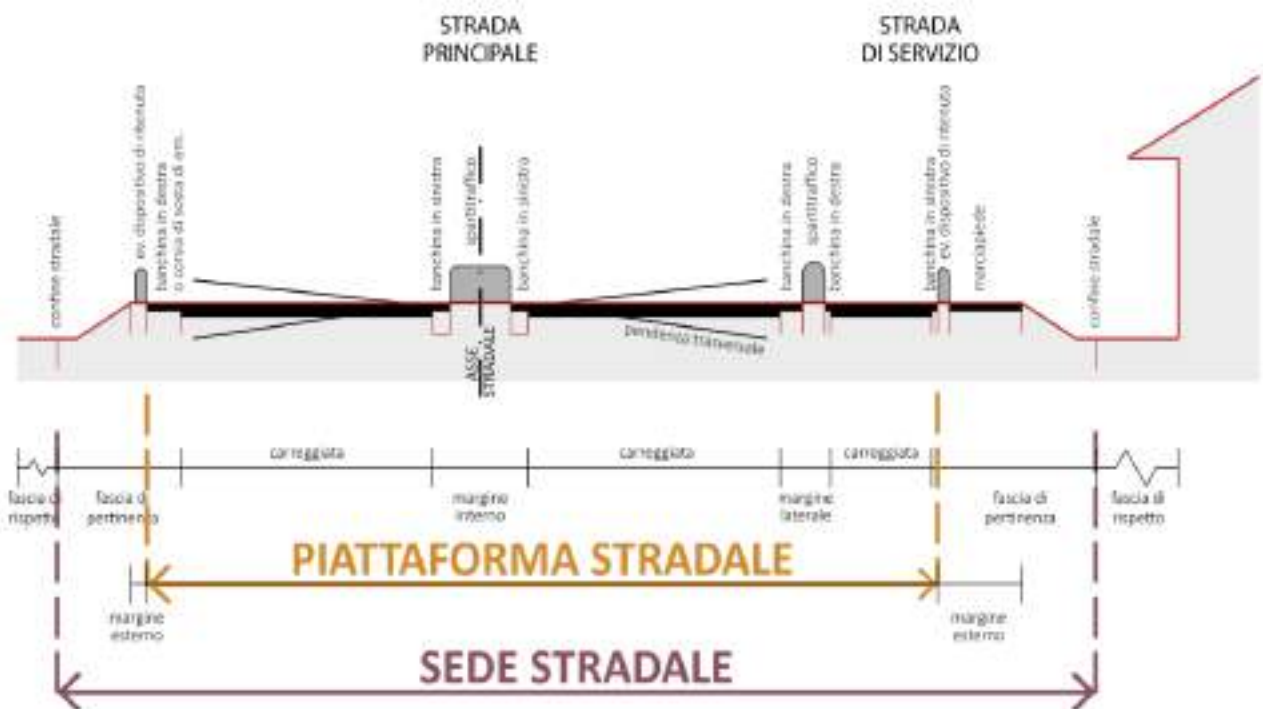 STRADA
PRINCIPALE
STRADA
DI SERVIZIO
confine stradale
ev. dispositivo di ritenuta
banchina in destra
o corsia di sosta di em.
banchina in sinistra
spartitraffico
banchina in sinistra
banchina in destra
spartitraffico
banchina in destra
banchina in sinistra
ev. dispositivo di ritenuta
marciapiede
confine stradale
pendenza trasversale
ASSE
STRADALE
carreggiata
carreggiata
carreggiata
fascia di
rispetto
fascia di
pertinenza
margine
interno
margine
laterale
fascia di
pertinenza
fascia di
rispetto
PIATTAFORMA STRADALE
margine
esterno
margine
esterno
SEDE STRADALE